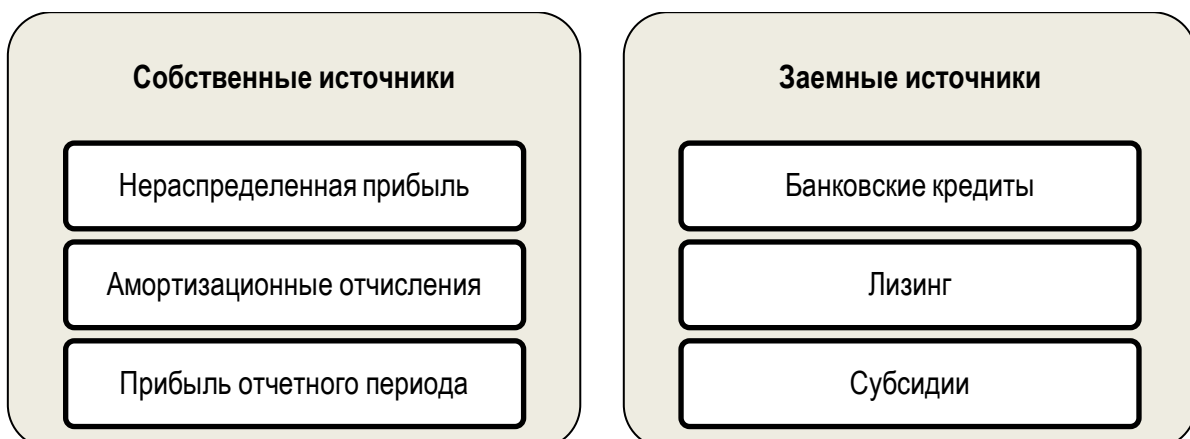 Собственные источники
Нераспределенная прибыль
Амортизационные отчисления
Прибыль отчетного периода
Заемные источники
Банковские кредиты
Лизинг
Субсидии